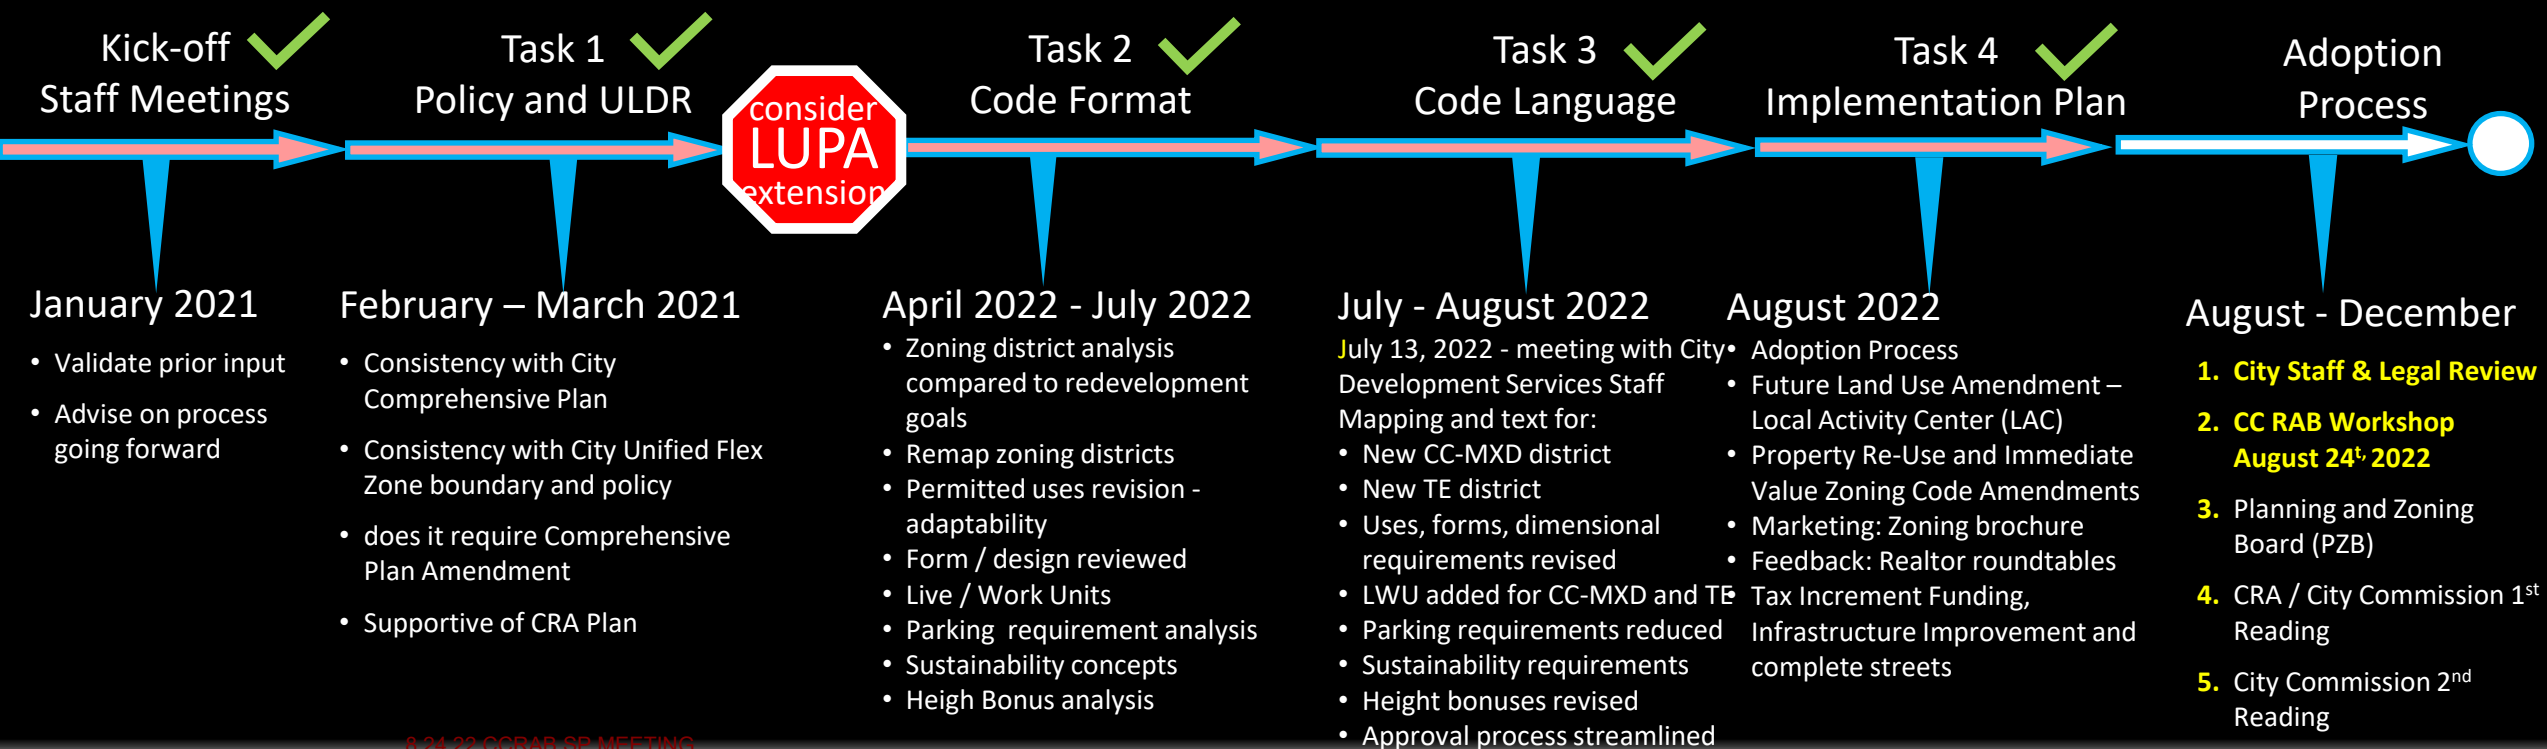 Kick-off
Staff Meetings
Task 1
Policy and ULDR
consider
LUPA
extension
Task 2
Code Format
Task 3
Code Language
Task 4
Implementation Plan
Adoption
Process
January 2021
• Validate prior input
• Advise on process
going forward
February – March 2021
• Consistency with City
Comprehensive Plan
• Consistency with City Unified Flex
Zone boundary and policy
• does it require Comprehensive
Plan Amendment
• Supportive of CRA Plan
April 2022 - July 2022
• Zoning district analysis
compared to redevelopment
goals
• Remap zoning districts
• Permitted uses revision -
adaptability
• Form / design reviewed
• Live / Work Units
• Parking requirement analysis
• Sustainability concepts
• Heigh Bonus analysis
July - August 2022
July 13, 2022 - meeting with City
Development Services Staff
Mapping and text for:
• New CC-MXD district
• New TE district
• Uses, forms, dimensional
requirements revised
• LWU added for CC-MXD and TE
• Parking requirements reduced
• Sustainability requirements
• Height bonuses revised
• Approval process streamlined
August 2022
• Adoption Process
• Future Land Use Amendment –
Local Activity Center (LAC)
• Property Re-Use and Immediate
Value Zoning Code Amendments
• Marketing: Zoning brochure
• Feedback: Realtor roundtables
• Tax Increment Funding,
Infrastructure Improvement and
complete streets
August - December
1. City Staff & Legal Review
2. CC RAB Workshop
August 24t, 2022
3. Planning and Zoning
Board (PZB)
4. CRA / City Commission 1st
Reading
5. City Commission 2nd
Reading
8.24.22 CCRAB SP MEETING